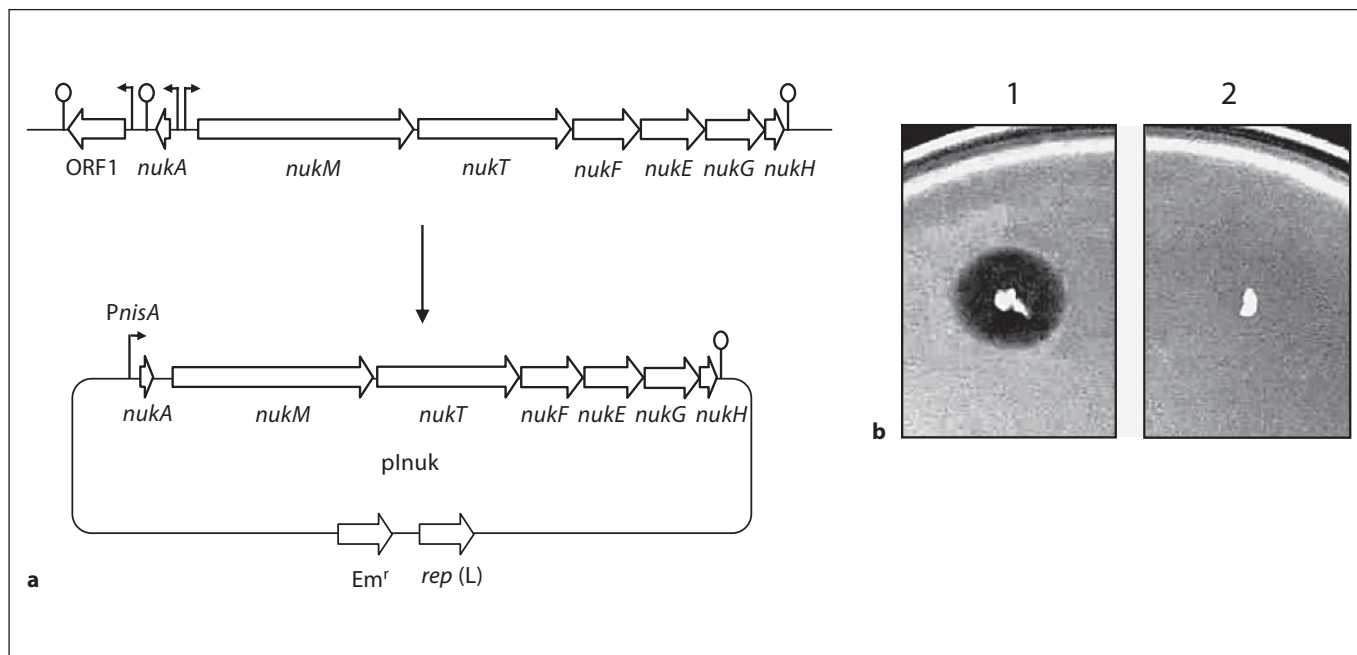 ORF1 nukA nukM nukT nukF nukE nukG nukH
PnisA
nukA nukM nukT nukF nukE nukG nukH
pInuk
Emr rep (L)
a
1 2
b